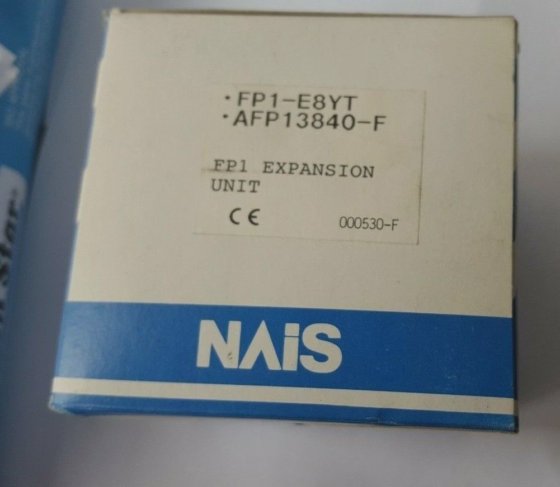 ・FP1-E8YT
・AFP13840-F
FP1 EXPANSION
UNIT
CE
000530-F
NAiS